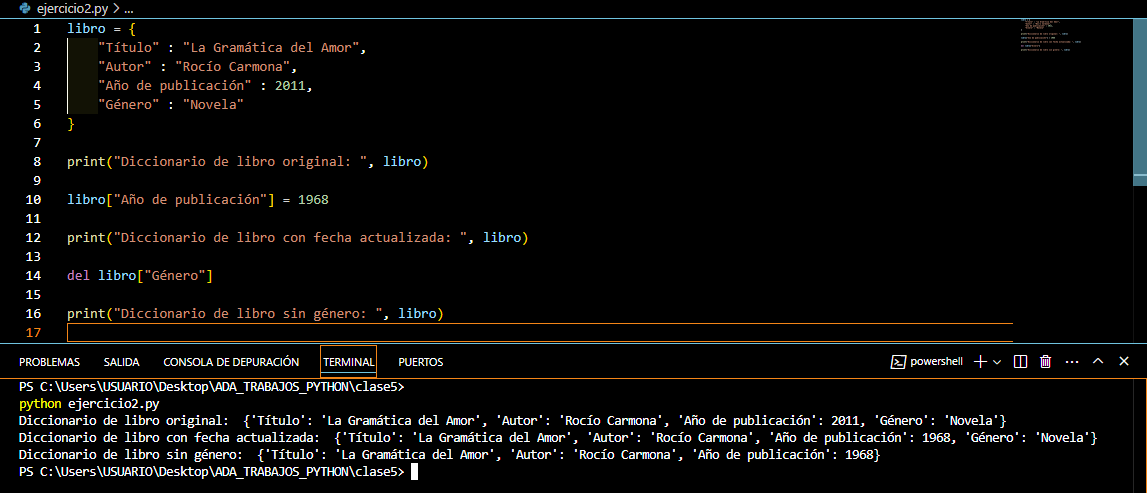 ejercicio2.py > ...
1 libro = {
2 "Título" : "La Gramática del Amor",
3 "Autor" : "Rocío Carmona",
4 "Año de publicación" : 2011,
5 "Género" : "Novela"
6 }
7
8 print("Diccionario de libro original: ", libro)
9
10 libro["Año de publicación"] = 1968
11
12 print("Diccionario de libro con fecha actualizada: ", libro)
13
14 del libro["Género"]
15
16 print("Diccionario de libro sin género: ", libro)
17
PROBLEMAS SALIDA CONSOLA DE DEPURACIÓN TERMINAL PUERTOS powershell
PS C:\Users\USUARIO\Desktop\ADA_TRABAJOS_PYTHON\clase5>
python ejercicio2.py
Diccionario de libro original:  {'Título': 'La Gramática del Amor', 'Autor': 'Rocío Carmona', 'Año de publicación': 2011, 'Género': 'Novela'}
Diccionario de libro con fecha actualizada:  {'Título': 'La Gramática del Amor', 'Autor': 'Rocío Carmona', 'Año de publicación': 1968, 'Género': 'Novela'}
Diccionario de libro sin género:  {'Título': 'La Gramática del Amor', 'Autor': 'Rocío Carmona', 'Año de publicación': 1968}
PS C:\Users\USUARIO\Desktop\ADA_TRABAJOS_PYTHON\clase5>